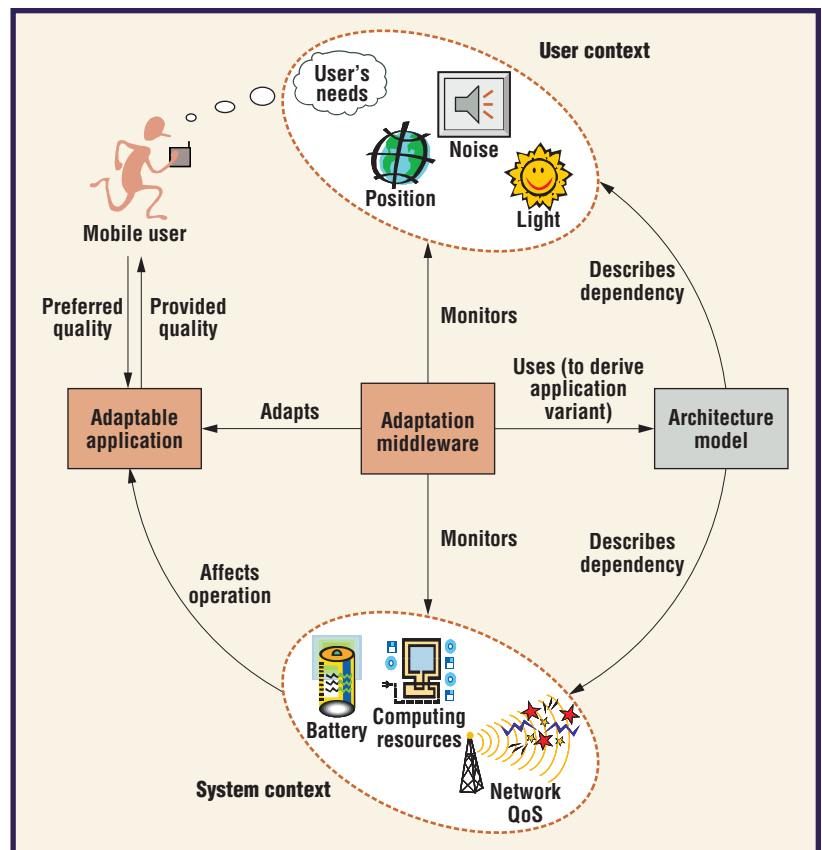 User context
User's
needs
Noise
Position
Light
Mobile user
Preferred
quality
Provided
quality
Monitors
Describes
dependency
Uses (to derive
application
variant)
Adaptable
application
Adapts
Adaptation
middleware
Architecture
model
Monitors
Describes
dependency
Affects
operation
Battery
Computing
resources
Network
QoS
System context